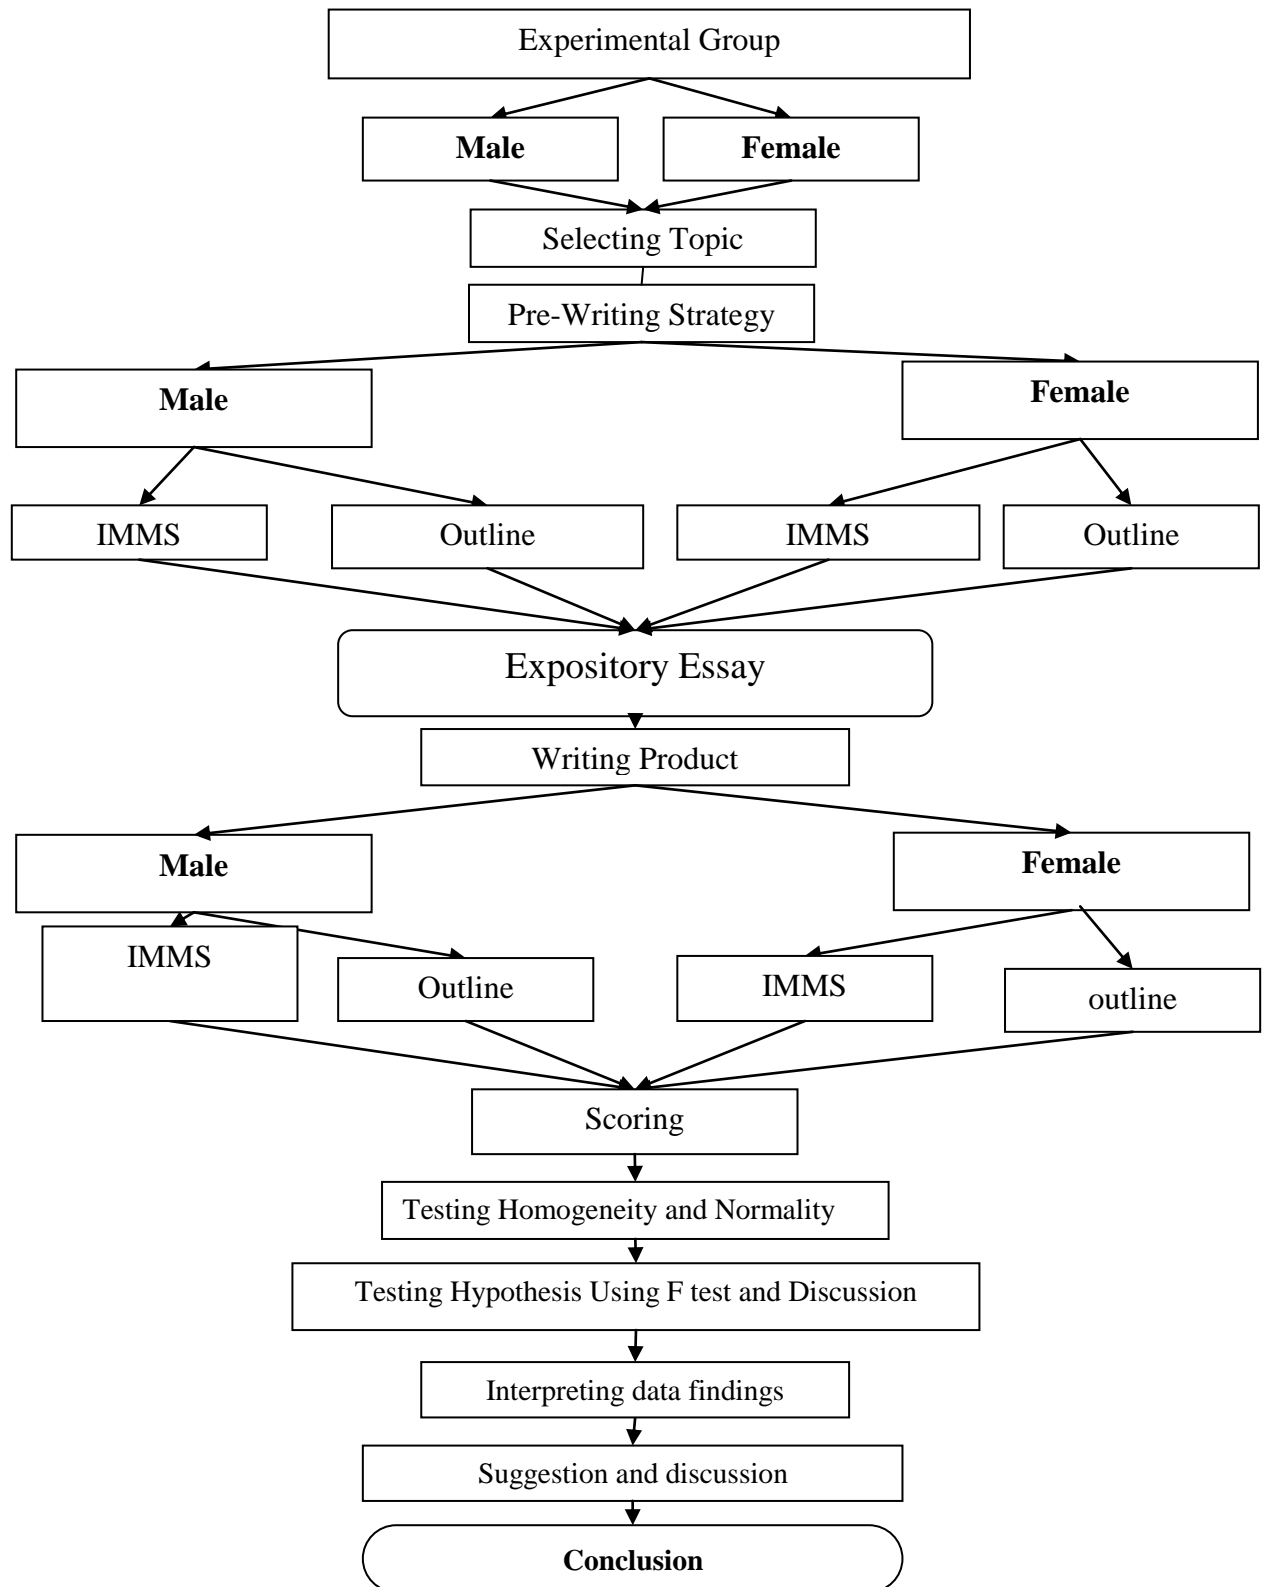 Experimental Group
Male
Female
Selecting Topic
Pre-Writing Strategy
Male
Female
IMMS
Outline
IMMS
Outline
Expository Essay
Writing Product
Male
Female
IMMS
Outline
IMMS
outline
Scoring
Testing Homogeneity and Normality
Testing Hypothesis Using F test and Discussion
Interpreting data findings
Suggestion and discussion
Conclusion